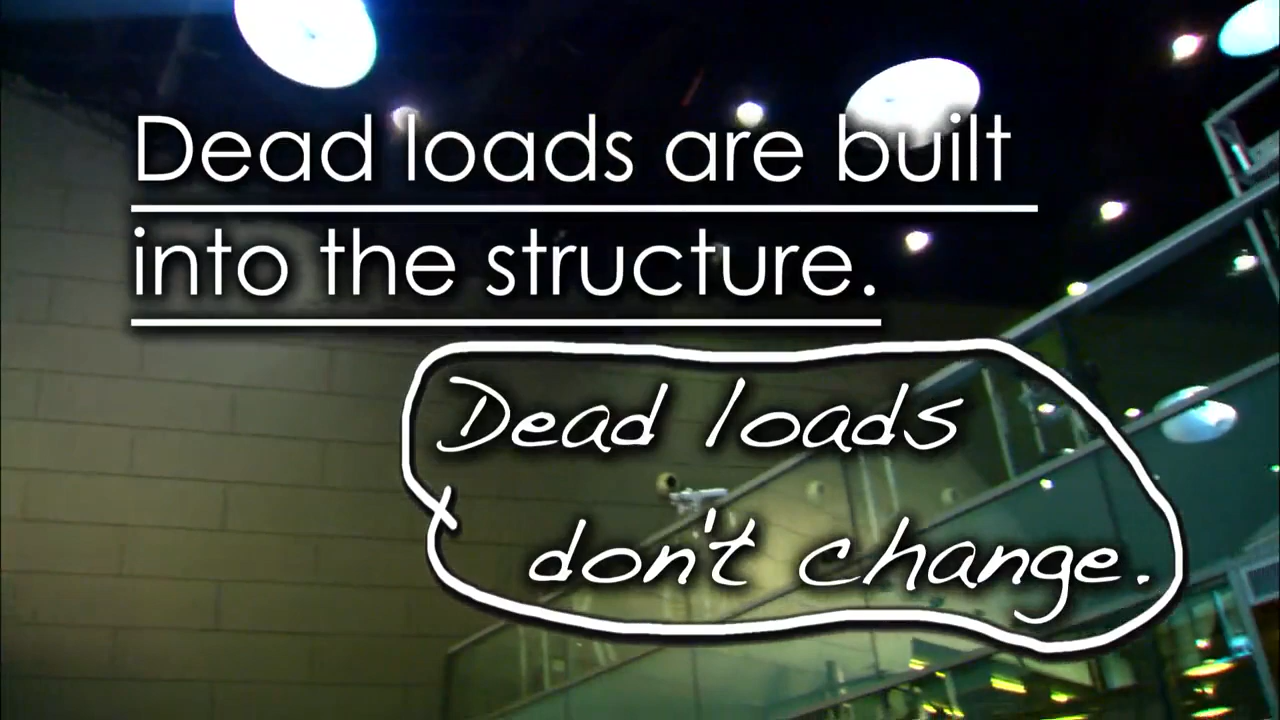 Dead loads are built
into the structure.
Dead loads
don't change.